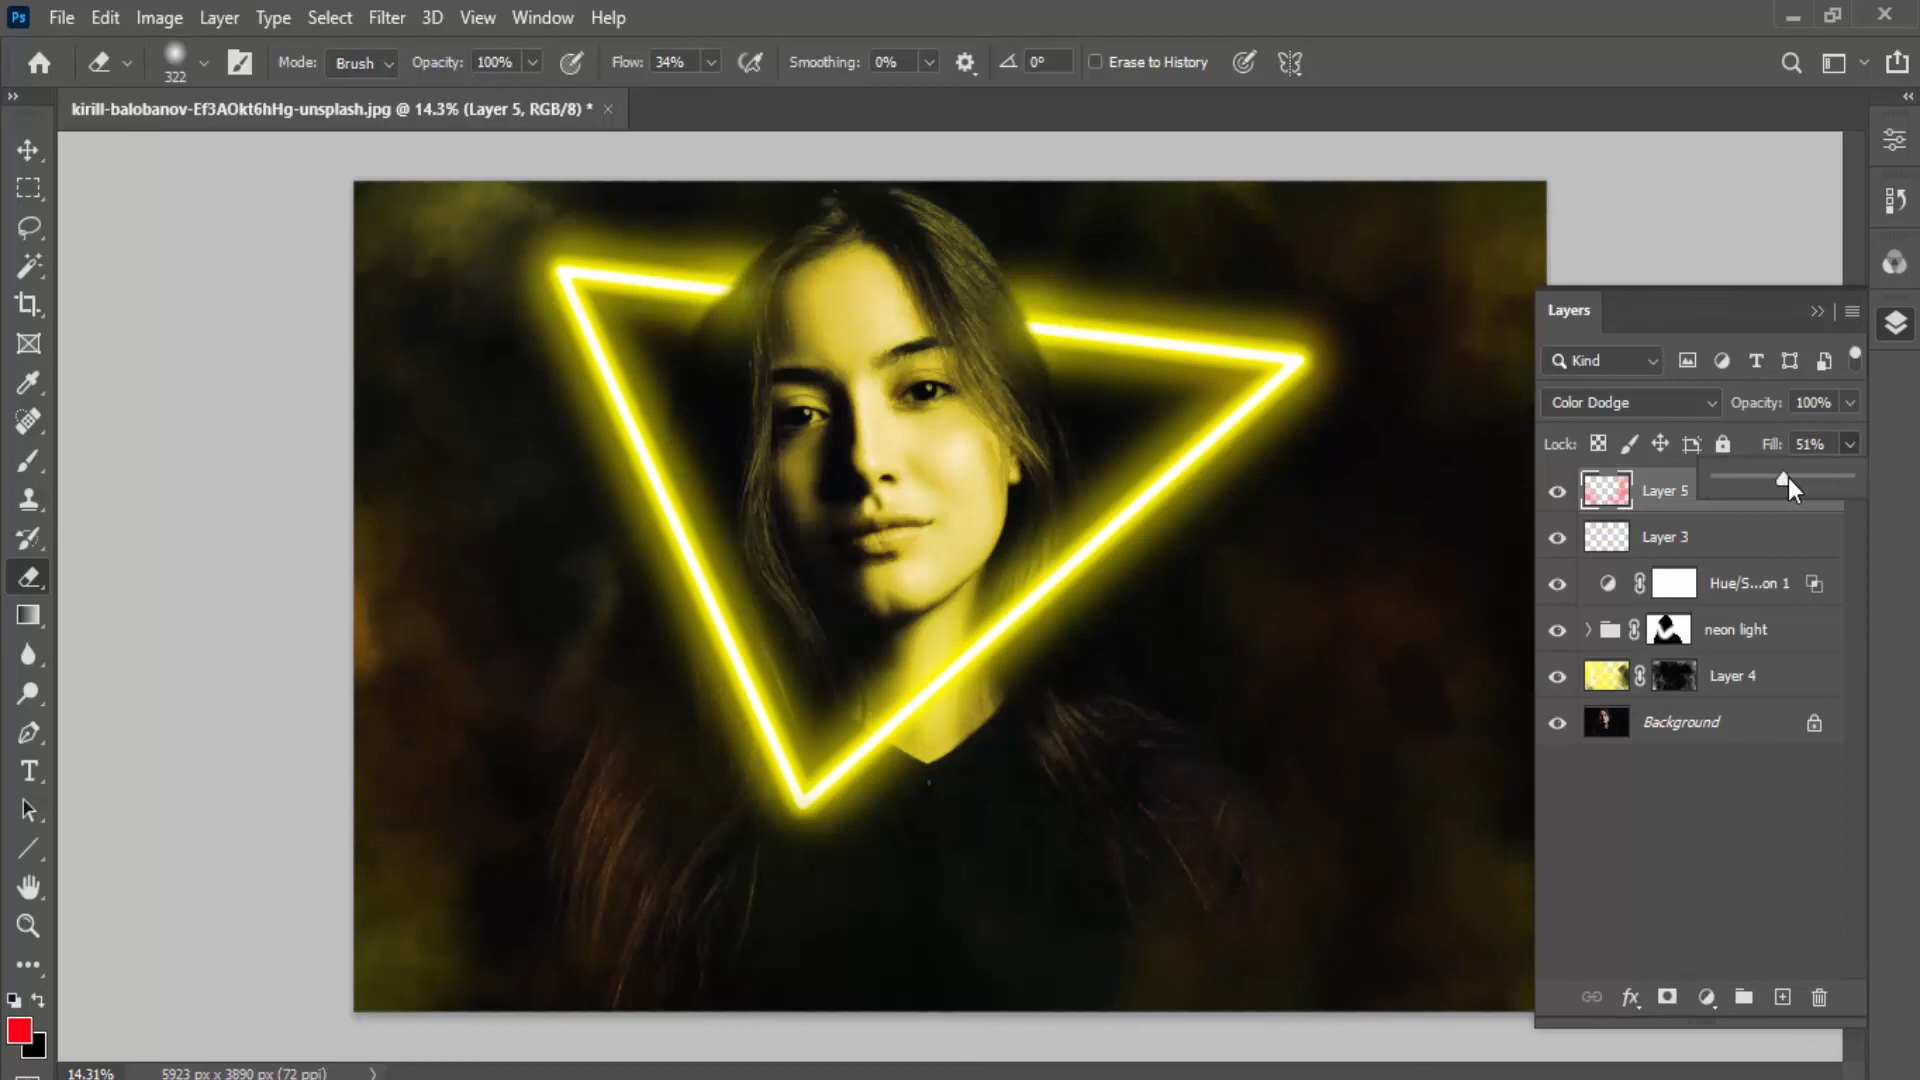 Ps File Edit Image Layer Type Select Filter 3D View Window Help
322 Mode: Brush Opacity: 100% Flow: 34% Smoothing: 0% 0° Erase to History
kirill-balobanov-Ef3AOkt6hHg-unsplash.jpg @ 14.3% (Layer 5, RGB/8) *
Layers
Kind
Color Dodge Opacity: 100%
Lock: Fill: 51%
Layer 5
Layer 3
Hue/S...on 1
neon light
Layer 4
Background
fx
14.31% 5923 px x 3890 px (72 ppi)